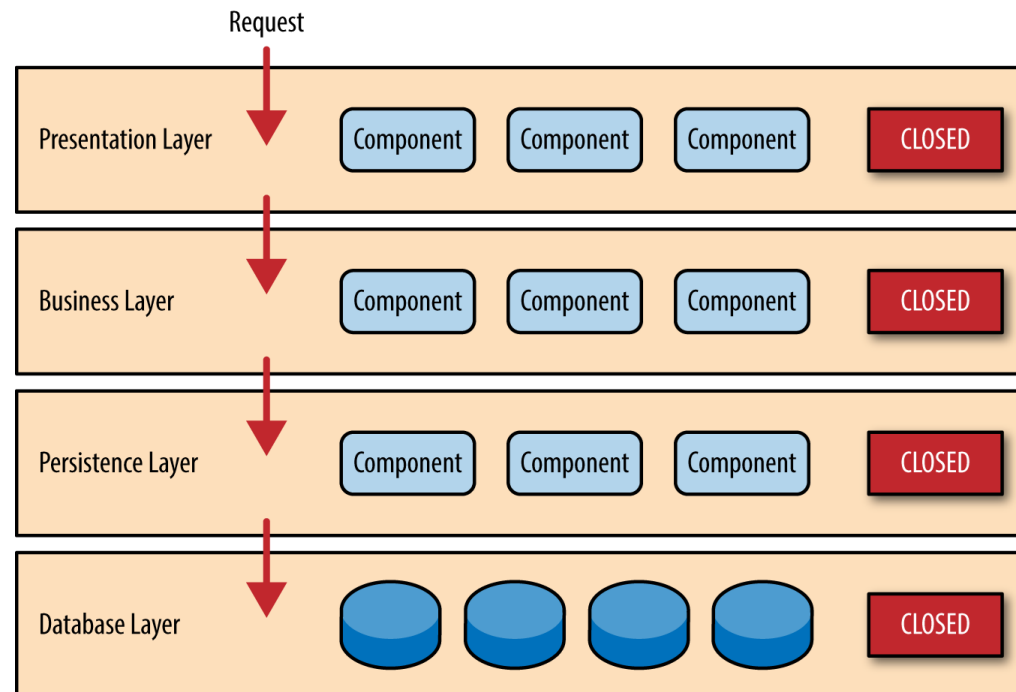 Request
Presentation Layer Component Component Component CLOSED
Business Layer Component Component Component CLOSED
Persistence Layer Component Component Component CLOSED
Database Layer CLOSED